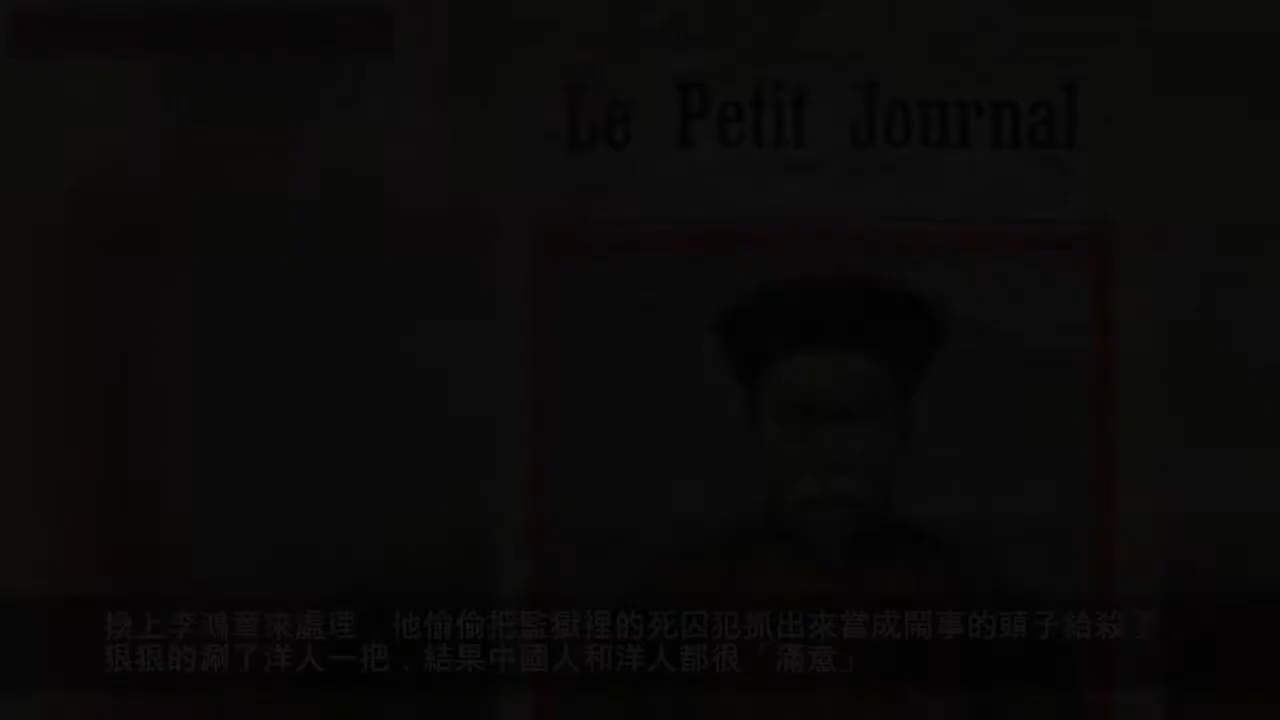 Le Petit Journal
換上李鴻章來處理，他偷偷把監獄裡的死囚犯抓出來當成鬧事的頭子給殺了
狠狠的涮了洋人一把，結果中國人和洋人都很「滿意」